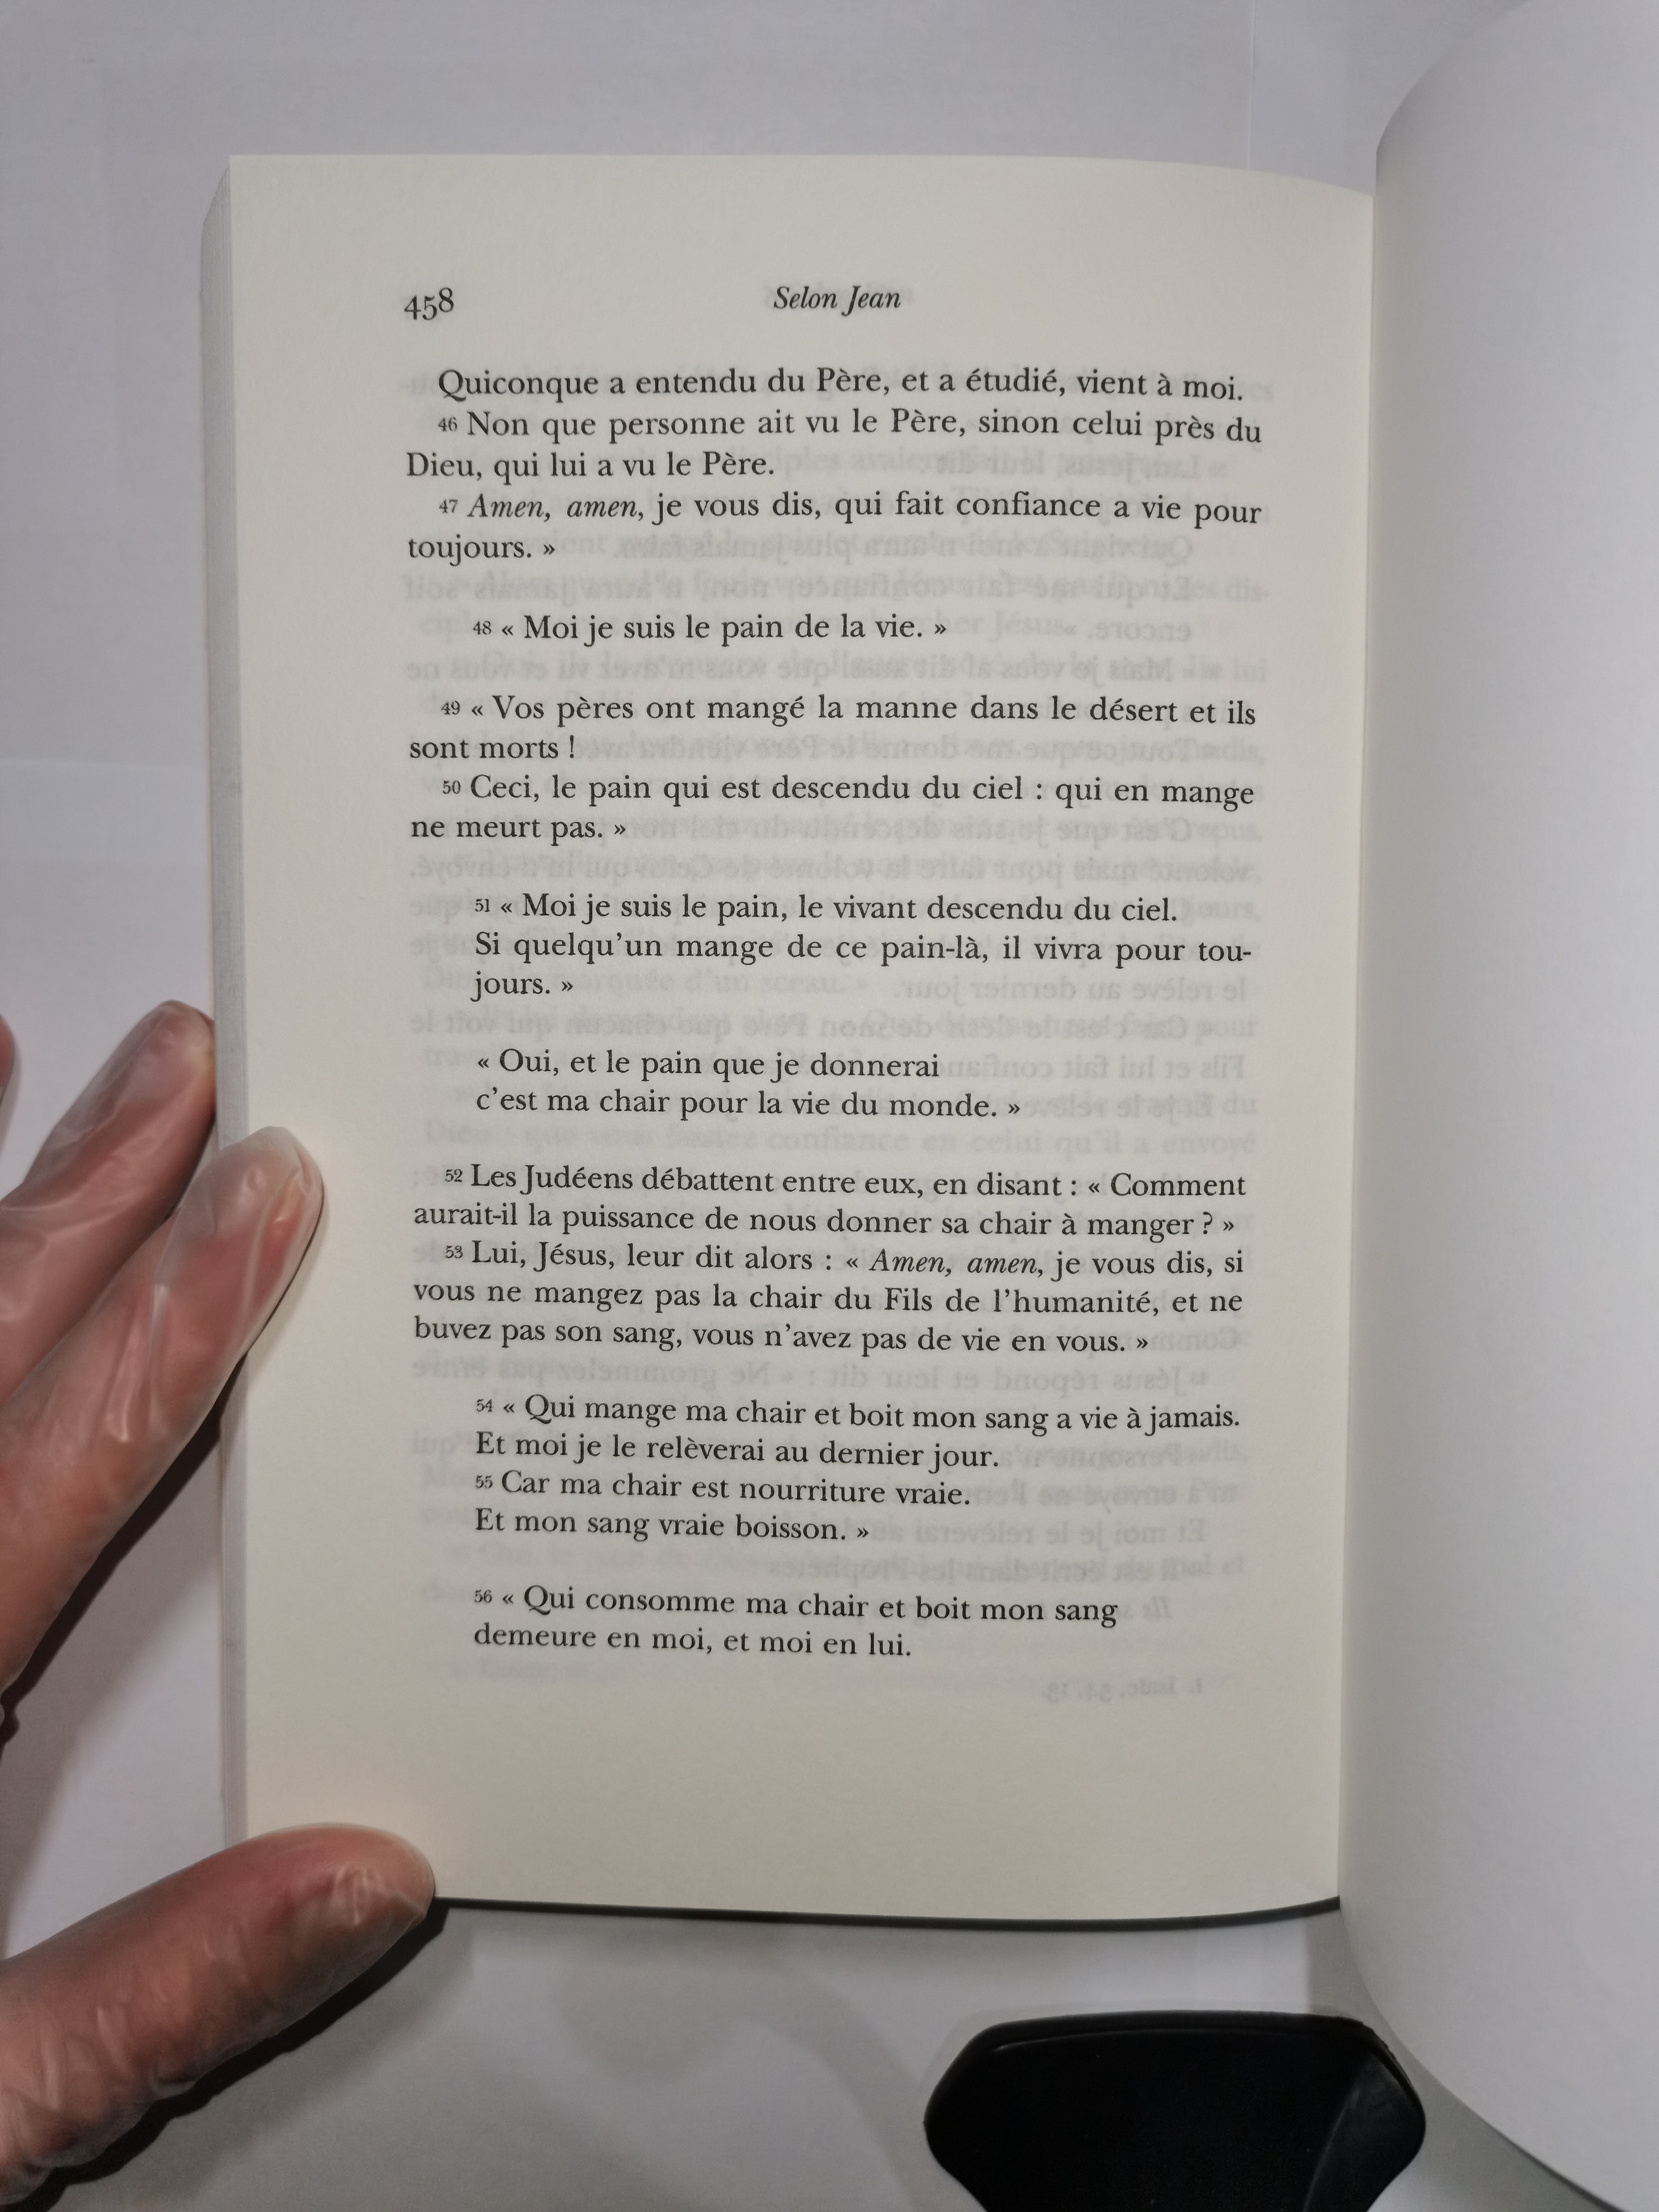 458
Selon Jean
Quiconque a entendu du Père, et a étudié, vient à moi.
46 Non que personne ait vu le Père, sinon celui près du
Dieu, qui lui a vu le Père.
47 Amen, amen, je vous dis, qui fait confiance a vie pour
toujours. »
48 « Moi je suis le pain de la vie. »
49 « Vos pères ont mangé la manne dans le désert et ils
sont morts !
50 Ceci, le pain qui est descendu du ciel : qui en mange
ne meurt pas. »
51 « Moi je suis le pain, le vivant descendu du ciel.
Si quelqu’un mange de ce pain-là, il vivra pour tou-
jours. »
« Oui, et le pain que je donnerai
c’est ma chair pour la vie du monde. »
52 Les Judéens débattent entre eux, en disant : « Comment
aurait-il la puissance de nous donner sa chair à manger ? »
53 Lui, Jésus, leur dit alors : « Amen, amen, je vous dis, si
vous ne mangez pas la chair du Fils de l’humanité, et ne
buvez pas son sang, vous n’avez pas de vie en vous. »
54 « Qui mange ma chair et boit mon sang a vie à jamais.
Et moi je le relèverai au dernier jour.
55 Car ma chair est nourriture vraie.
Et mon sang vraie boisson. »
56 « Qui consomme ma chair et boit mon sang
demeure en moi, et moi en lui.